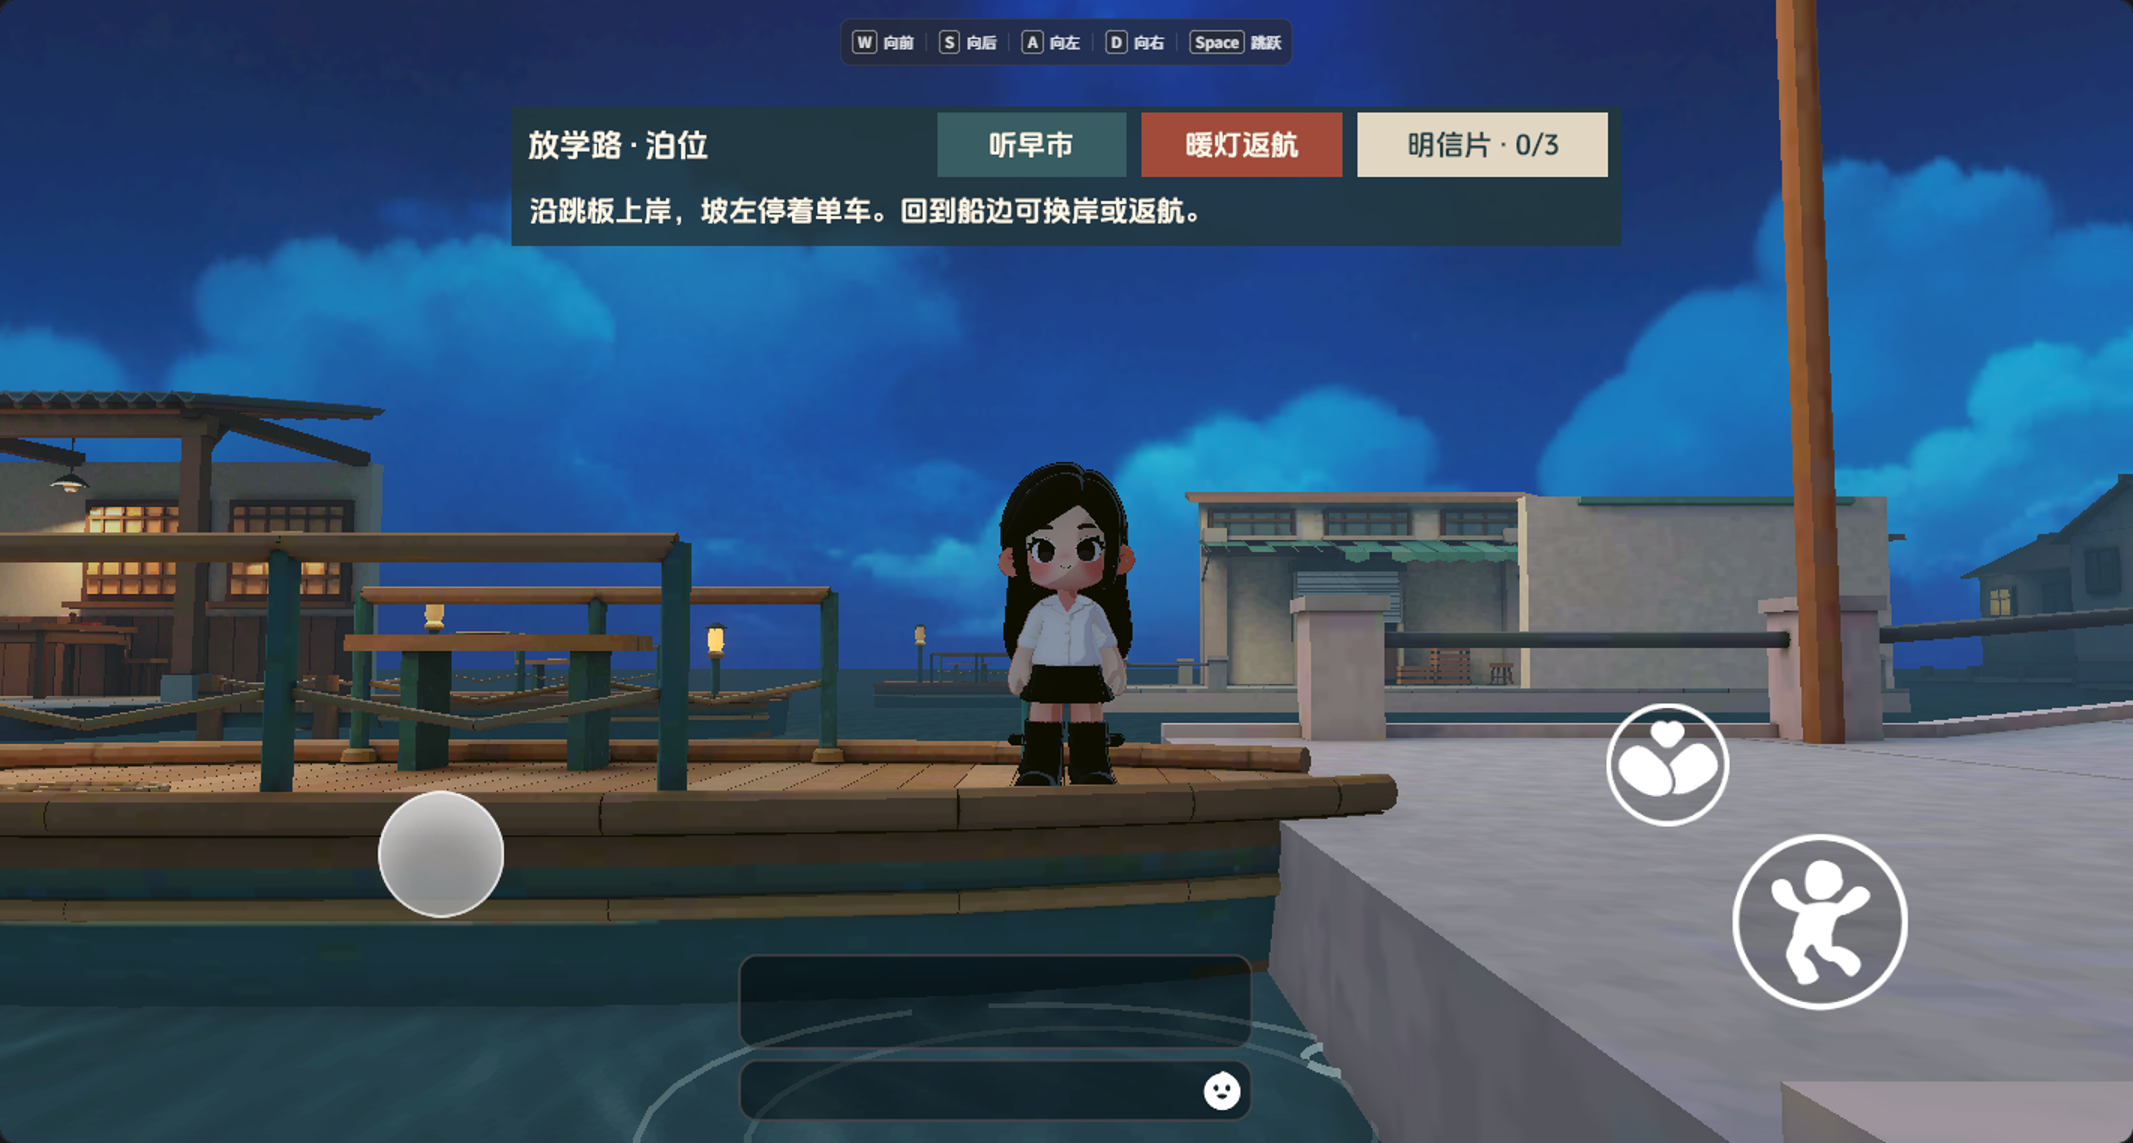 W 向前 S 向后 A 向左 D 向右 Space 跳跃
放学路·泊位 听早市 暖灯返航 明信片·0/3
沿跳板上岸，坡左停着单车。回到船边可换岸或返航。